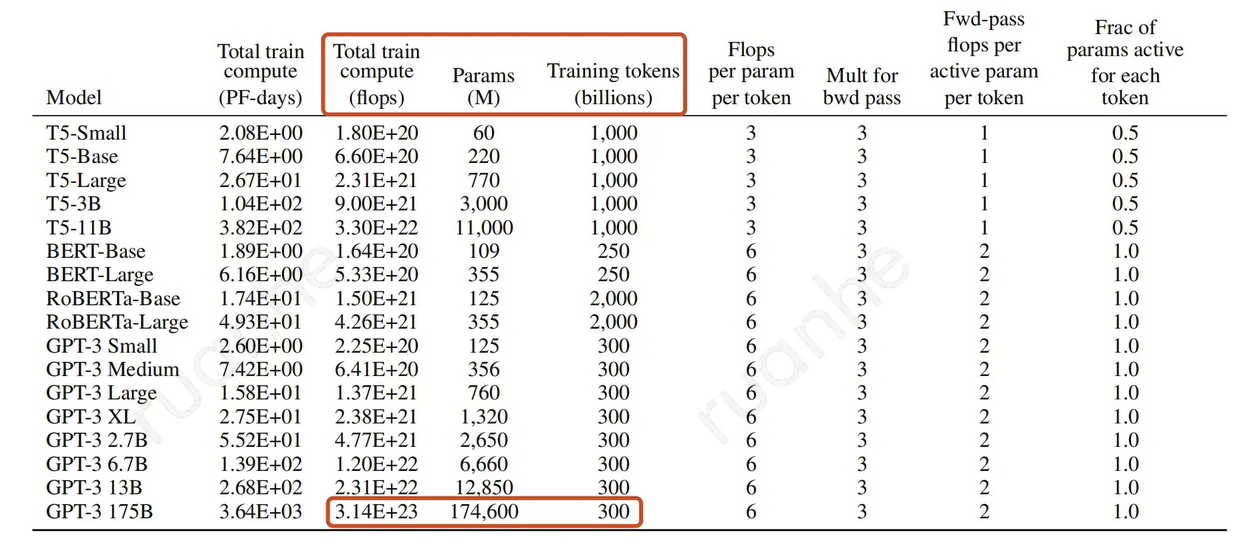 Model Total train compute (PF-days) Total train compute (flops) Params (M) Training tokens (billions) Flops per param per token Mult for bwd pass Fwd-pass flops per active param per token Frac of params active for each token
T5-Small 2.08E+00 1.80E+20 60 1,000 3 3 1 0.5
T5-Base 7.64E+00 6.60E+20 220 1,000 3 3 1 0.5
T5-Large 2.67E+01 2.31E+21 770 1,000 3 3 1 0.5
T5-3B 1.04E+02 9.00E+21 3,000 1,000 3 3 1 0.5
T5-11B 3.82E+02 3.30E+22 11,000 1,000 3 3 1 0.5
BERT-Base 1.89E+00 1.64E+20 109 250 6 3 2 1.0
BERT-Large 6.16E+00 5.33E+20 355 250 6 3 2 1.0
RoBERTa-Base 1.74E+01 1.50E+21 125 2,000 6 3 2 1.0
RoBERTa-Large 4.93E+01 4.26E+21 355 2,000 6 3 2 1.0
GPT-3 Small 2.60E+00 2.25E+20 125 300 6 3 2 1.0
GPT-3 Medium 7.42E+00 6.41E+20 356 300 6 3 2 1.0
GPT-3 Large 1.58E+01 1.37E+21 760 300 6 3 2 1.0
GPT-3 XL 2.75E+01 2.38E+21 1,320 300 6 3 2 1.0
GPT-3 2.7B 5.52E+01 4.77E+21 2,650 300 6 3 2 1.0
GPT-3 6.7B 1.39E+02 1.20E+22 6,660 300 6 3 2 1.0
GPT-3 13B 2.68E+02 2.31E+22 12,850 300 6 3 2 1.0
GPT-3 175B 3.64E+03 3.14E+23 174,600 300 6 3 2 1.0
ruanhe
ruanhe